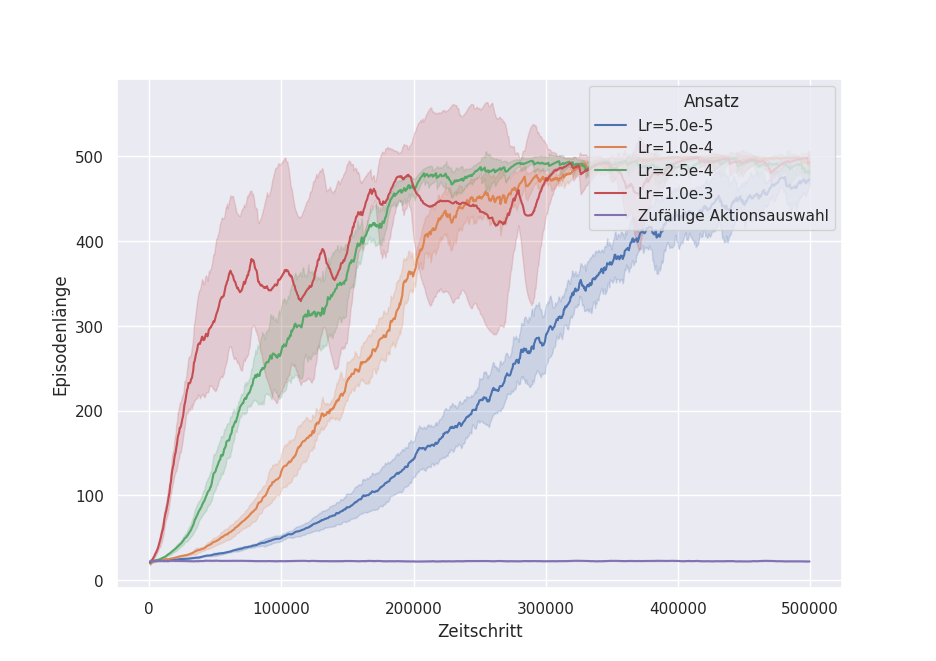 Ansatz
Lr=5.0e-5
Lr=1.0e-4
Lr=2.5e-4
Lr=1.0e-3
Zufällige Aktionsauswahl
500
400
300
200
100
0
Episodenlänge
0 100000 200000 300000 400000 500000
Zeitschritt